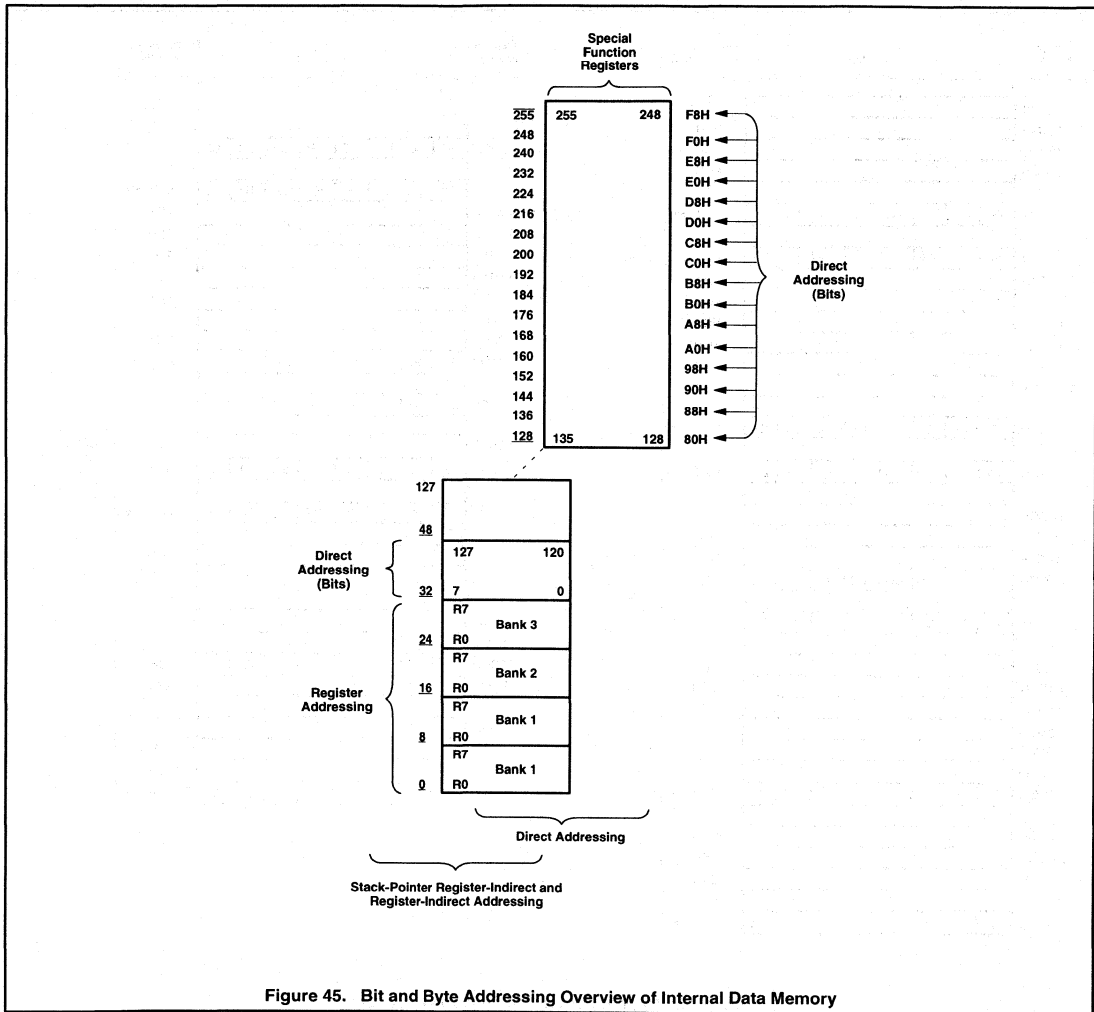 Special
Function
Registers
255 255 248 F8H
248 F0H
240 E8H
232 E0H
224 D8H
216 D0H
208 C8H
200 C0H
192 B8H
184 B0H
176 A8H
168 A0H
160 98H
152 90H
144 88H
136
128 135 128 80H
Direct
Addressing
(Bits)
127
48
Direct
Addressing
(Bits)
127 120
32 7 0
R7
Bank 3
24 R0
R7
Bank 2
16 R0
Register
Addressing
R7
Bank 1
8 R0
R7
Bank 1
0 R0
Direct Addressing
Stack-Pointer Register-Indirect and
Register-Indirect Addressing
Figure 45. Bit and Byte Addressing Overview of Internal Data Memory